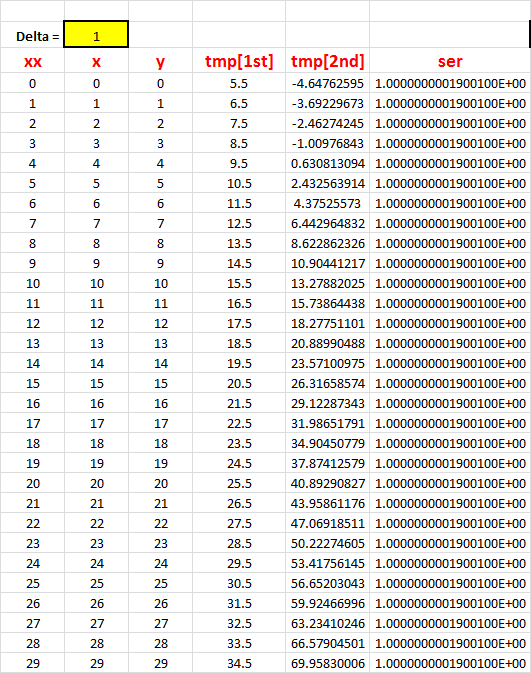 Delta = 1
xx x y tmp[1st] tmp[2nd] ser
0 0 0 5.5 -4.64762595 1.0000000001900100E+00
1 1 1 6.5 -3.69229673 1.0000000001900100E+00
2 2 2 7.5 -2.46274245 1.0000000001900100E+00
3 3 3 8.5 -1.00976843 1.0000000001900100E+00
4 4 4 9.5 0.630813094 1.0000000001900100E+00
5 5 5 10.5 2.432563914 1.0000000001900100E+00
6 6 6 11.5 4.37525573 1.0000000001900100E+00
7 7 7 12.5 6.442964832 1.0000000001900100E+00
8 8 8 13.5 8.622862326 1.0000000001900100E+00
9 9 9 14.5 10.90441217 1.0000000001900100E+00
10 10 10 15.5 13.27882025 1.0000000001900100E+00
11 11 11 16.5 15.73864438 1.0000000001900100E+00
12 12 12 17.5 18.27751101 1.0000000001900100E+00
13 13 13 18.5 20.88990488 1.0000000001900100E+00
14 14 14 19.5 23.57100975 1.0000000001900100E+00
15 15 15 20.5 26.31658574 1.0000000001900100E+00
16 16 16 21.5 29.12287343 1.0000000001900100E+00
17 17 17 22.5 31.98651791 1.0000000001900100E+00
18 18 18 23.5 34.90450779 1.0000000001900100E+00
19 19 19 24.5 37.87412579 1.0000000001900100E+00
20 20 20 25.5 40.89290827 1.0000000001900100E+00
21 21 21 26.5 43.95861176 1.0000000001900100E+00
22 22 22 27.5 47.06918511 1.0000000001900100E+00
23 23 23 28.5 50.22274605 1.0000000001900100E+00
24 24 24 29.5 53.41756145 1.0000000001900100E+00
25 25 25 30.5 56.65203043 1.0000000001900100E+00
26 26 26 31.5 59.92466996 1.0000000001900100E+00
27 27 27 32.5 63.23410246 1.0000000001900100E+00
28 28 28 33.5 66.57904501 1.0000000001900100E+00
29 29 29 34.5 69.95830006 1.0000000001900100E+00